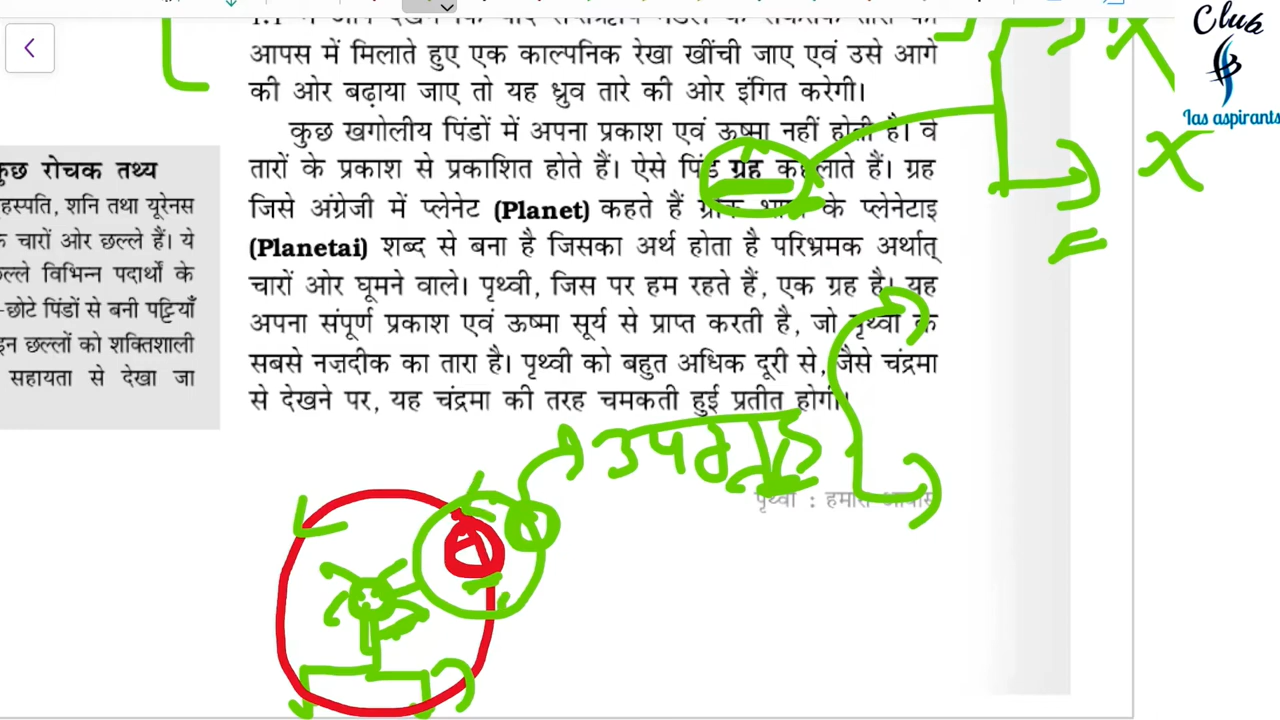 आपस में मिलाते हुए एक काल्पनिक रेखा खींची जाए एवं उसे आगे
की ओर बढ़ाया जाए तो यह ध्रुव तारे की ओर इंगित करेगी।
कुछ खगोलीय पिंडों में अपना प्रकाश एवं ऊष्मा नहीं होती है। वे
तारों के प्रकाश से प्रकाशित होते हैं। ऐसे पिंड ग्रह कहलाते हैं। ग्रह
जिसे अंग्रेजी में प्लेनेट (Planet) कहते हैं ग्रीक भाषा के प्लेनेटाइ
(Planetai) शब्द से बना है जिसका अर्थ होता है परिभ्रमक अर्थात्
चारों ओर घूमने वाले। पृथ्वी, जिस पर हम रहते हैं, एक ग्रह है। यह
अपना संपूर्ण प्रकाश एवं ऊष्मा सूर्य से प्राप्त करती है, जो पृथ्वी के
सबसे नज़दीक का तारा है। पृथ्वी को बहुत अधिक दूरी से, जैसे चंद्रमा
से देखने पर, यह चंद्रमा की तरह चमकती हुई प्रतीत होगी।
उपग्रह
पृथ्वी : हमारा आवास
कुछ रोचक तथ्य
हस्पति, शनि तथा यूरेनस
के चारों ओर छल्ले हैं। ये
ल्ले विभिन्न पदार्थों के
-छोटे पिंडों से बनी पट्टियाँ
इन छल्लों को शक्तिशाली
सहायता से देखा जा
Club
Ias aspirants
x
x